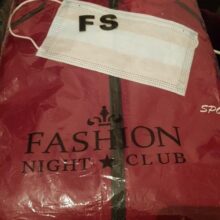 FS
SPO
FASHION
NIGHT ★ CLUB